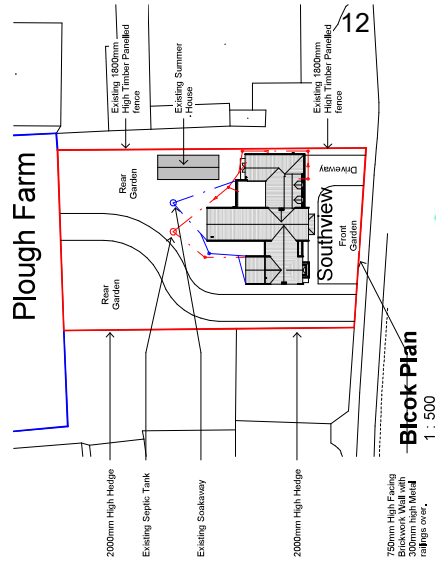 Plough Farm
12
Existing 1800mm
High Timber Panelled
fence
Existing Summer
House
Existing 1800mm
High Timber Panelled
fence
Rear
Garden
Rear
Garden
Driveway
Southview
Front
Garden
2000mm High Hedge
Existing Septic Tank
Existing Soakaway
2000mm High Hedge
750mm High Facing
Brickwork Wall with
300mm high Metal
railings over.
Blcok Plan
1 : 500